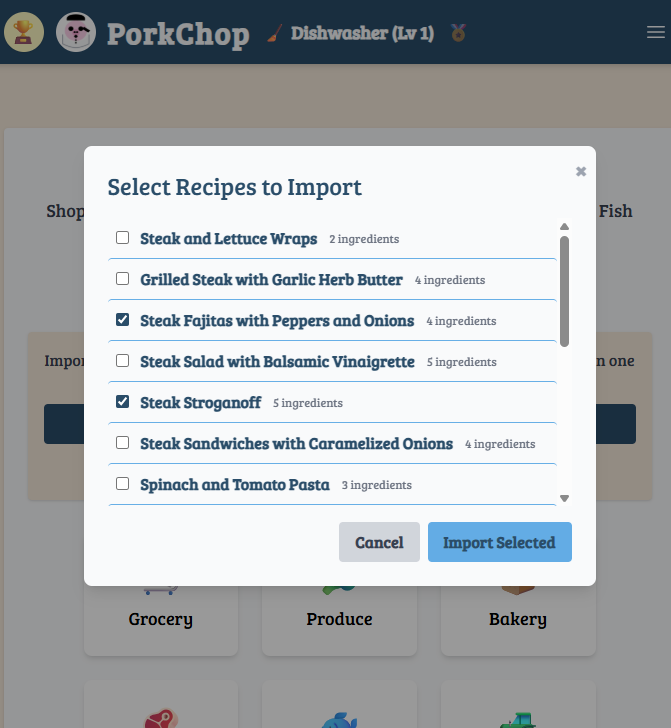 PorkChop Dishwasher (Lv 1)
Select Recipes to Import
Shop
Fish
Steak and Lettuce Wraps 2 ingredients
Grilled Steak with Garlic Herb Butter 4 ingredients
Steak Fajitas with Peppers and Onions 4 ingredients
Impor
n one
Steak Salad with Balsamic Vinaigrette 5 ingredients
Steak Stroganoff 5 ingredients
Steak Sandwiches with Caramelized Onions 4 ingredients
Spinach and Tomato Pasta 3 ingredients
Cancel Import Selected
Grocery Produce Bakery